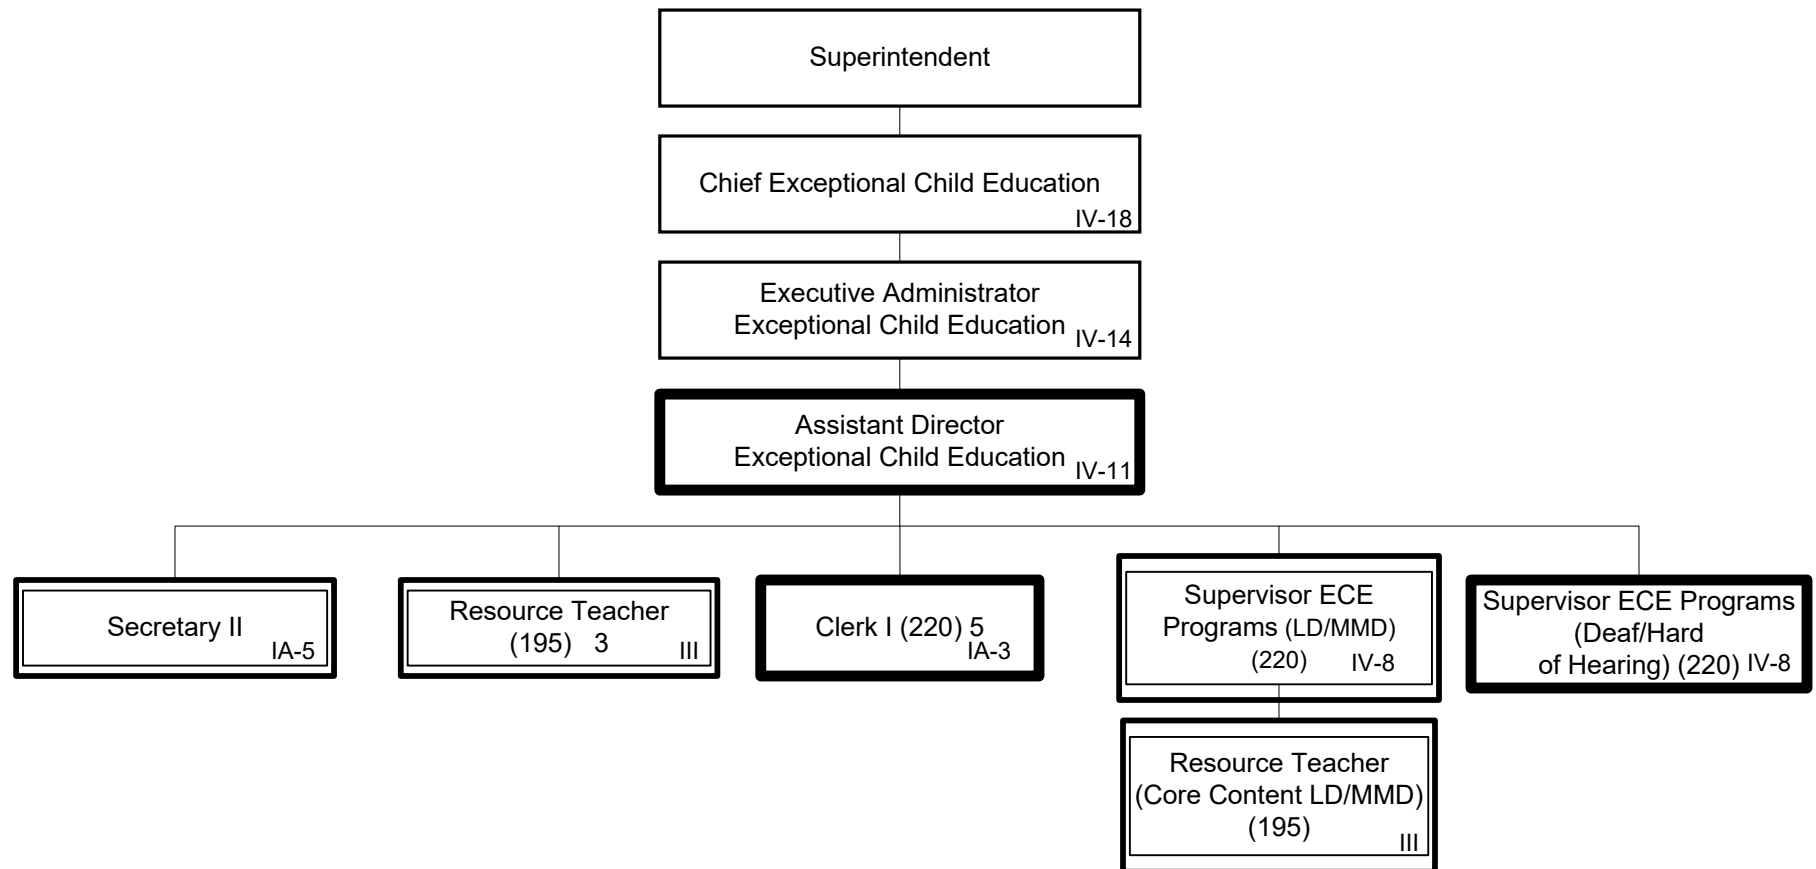 Superintendent
Chief Exceptional Child Education
IV-18
Executive Administrator
Exceptional Child Education
IV-14
Assistant Director
Exceptional Child Education
IV-11
Secretary II
IA-5
Resource Teacher
(195) 3
III
Clerk I (220) 5
IA-3
Supervisor ECE
Programs (LD/MMD)
(220) IV-8
Supervisor ECE Programs
(Deaf/Hard
of Hearing) (220) IV-8
Resource Teacher
(Core Content LD/MMD)
(195)
III